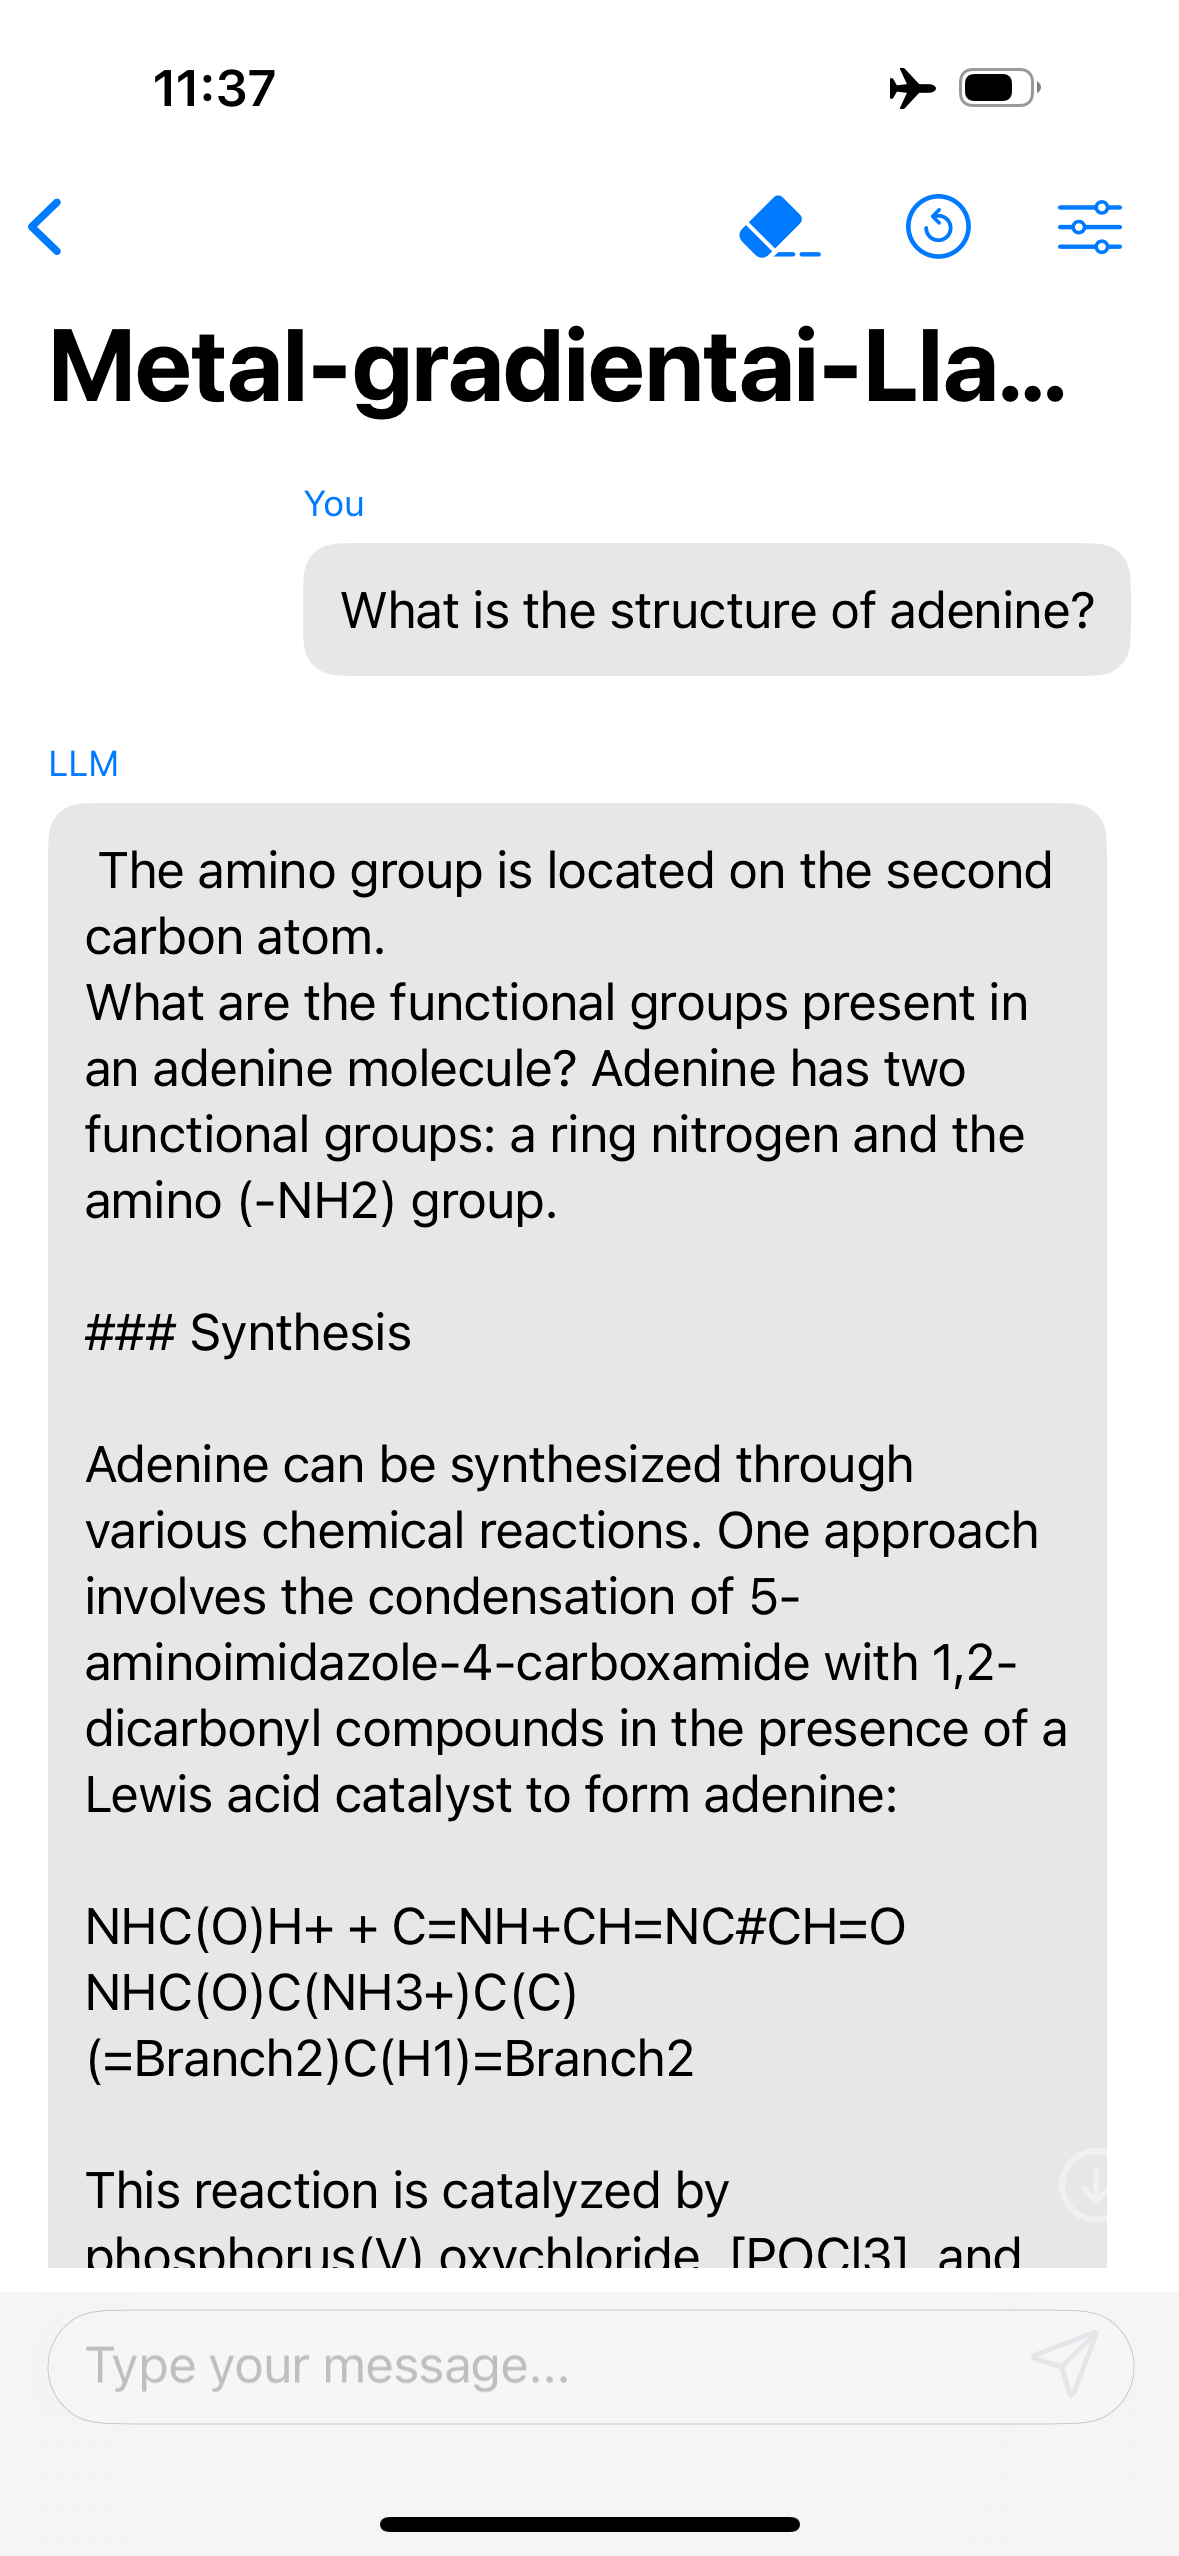 11:37
Metal-gradientai-Lla...
You
What is the structure of adenine?
LLM
The amino group is located on the second
carbon atom.
What are the functional groups present in
an adenine molecule? Adenine has two
functional groups: a ring nitrogen and the
amino (-NH2) group.
### Synthesis
Adenine can be synthesized through
various chemical reactions. One approach
involves the condensation of 5-
aminoimidazole-4-carboxamide with 1,2-
dicarbonyl compounds in the presence of a
Lewis acid catalyst to form adenine:
NHC(O)H+ + C=NH+CH=NC#CH=O
NHC(O)C(NH3+)C(C)
(=Branch2)C(H1)=Branch2
This reaction is catalyzed by
phosphorus(V) oxychloride, [POCl3], and
Type your message...